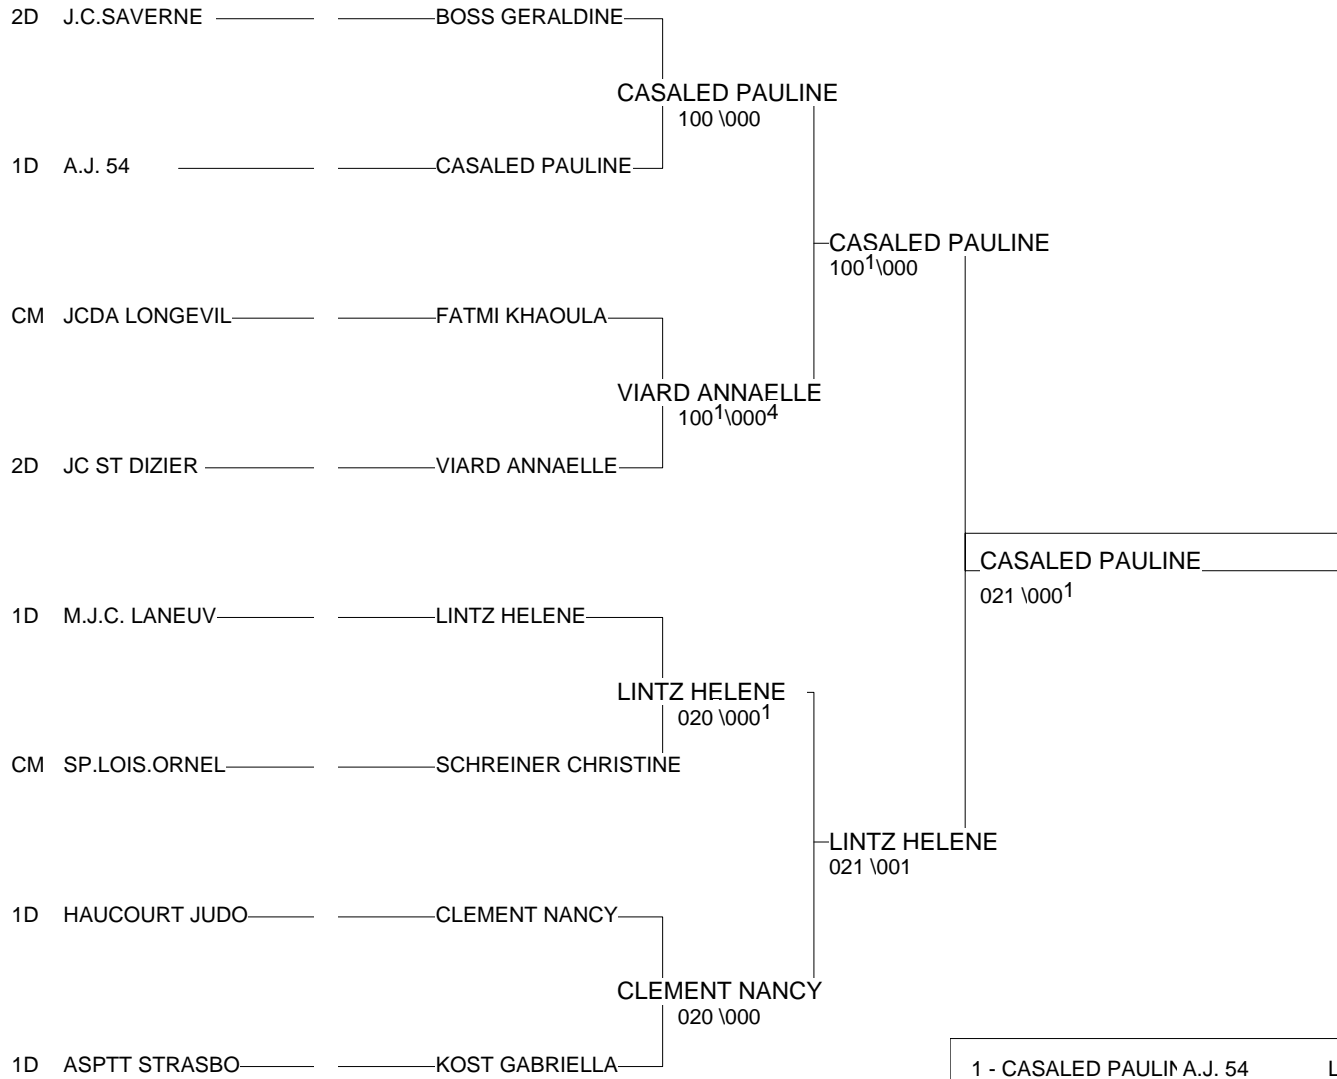 2D J.C.SAVERNE BOSS GERALDINE
CASALED PAULINE
100 \000
1D A.J. 54 CASALED PAULINE
CASALED PAULINE
100¹\000
CM JCDA LONGEVIL FATMI KHAOULA
VIARD ANNAELLE
100¹\000⁴
2D JC ST DIZIER VIARD ANNAELLE
CASALED PAULINE
021 \000¹
1D M.J.C. LANEUV LINTZ HELENE
LINTZ HELENE
020 \000¹
CM SP.LOIS.ORNEL SCHREINER CHRISTINE
LINTZ HELENE
021 \001
1D HAUCOURT JUDO CLEMENT NANCY
CLEMENT NANCY
020 \000
1D ASPTT STRASBO KOST GABRIELLA
1 - CASALED PAULIN A.J. 54